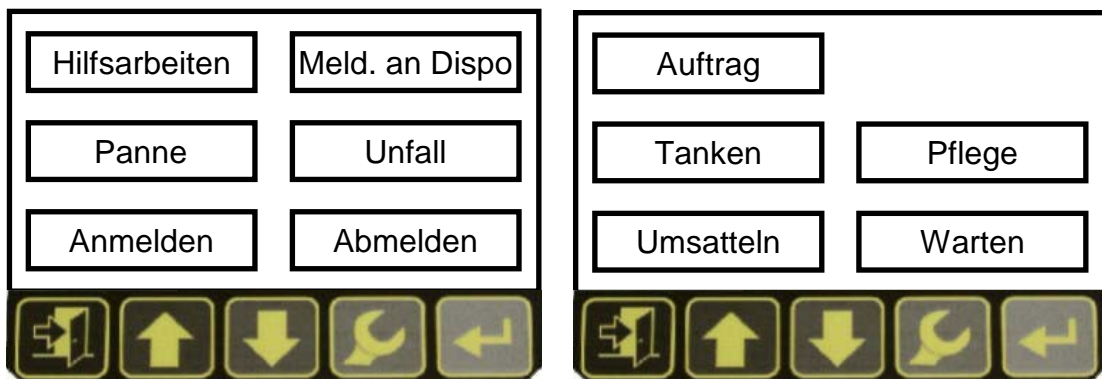 Hilfsarbeiten Meld. an Dispo
Panne Unfall
Anmelden Abmelden
Auftrag
Tanken Pflege
Umsatteln Warten